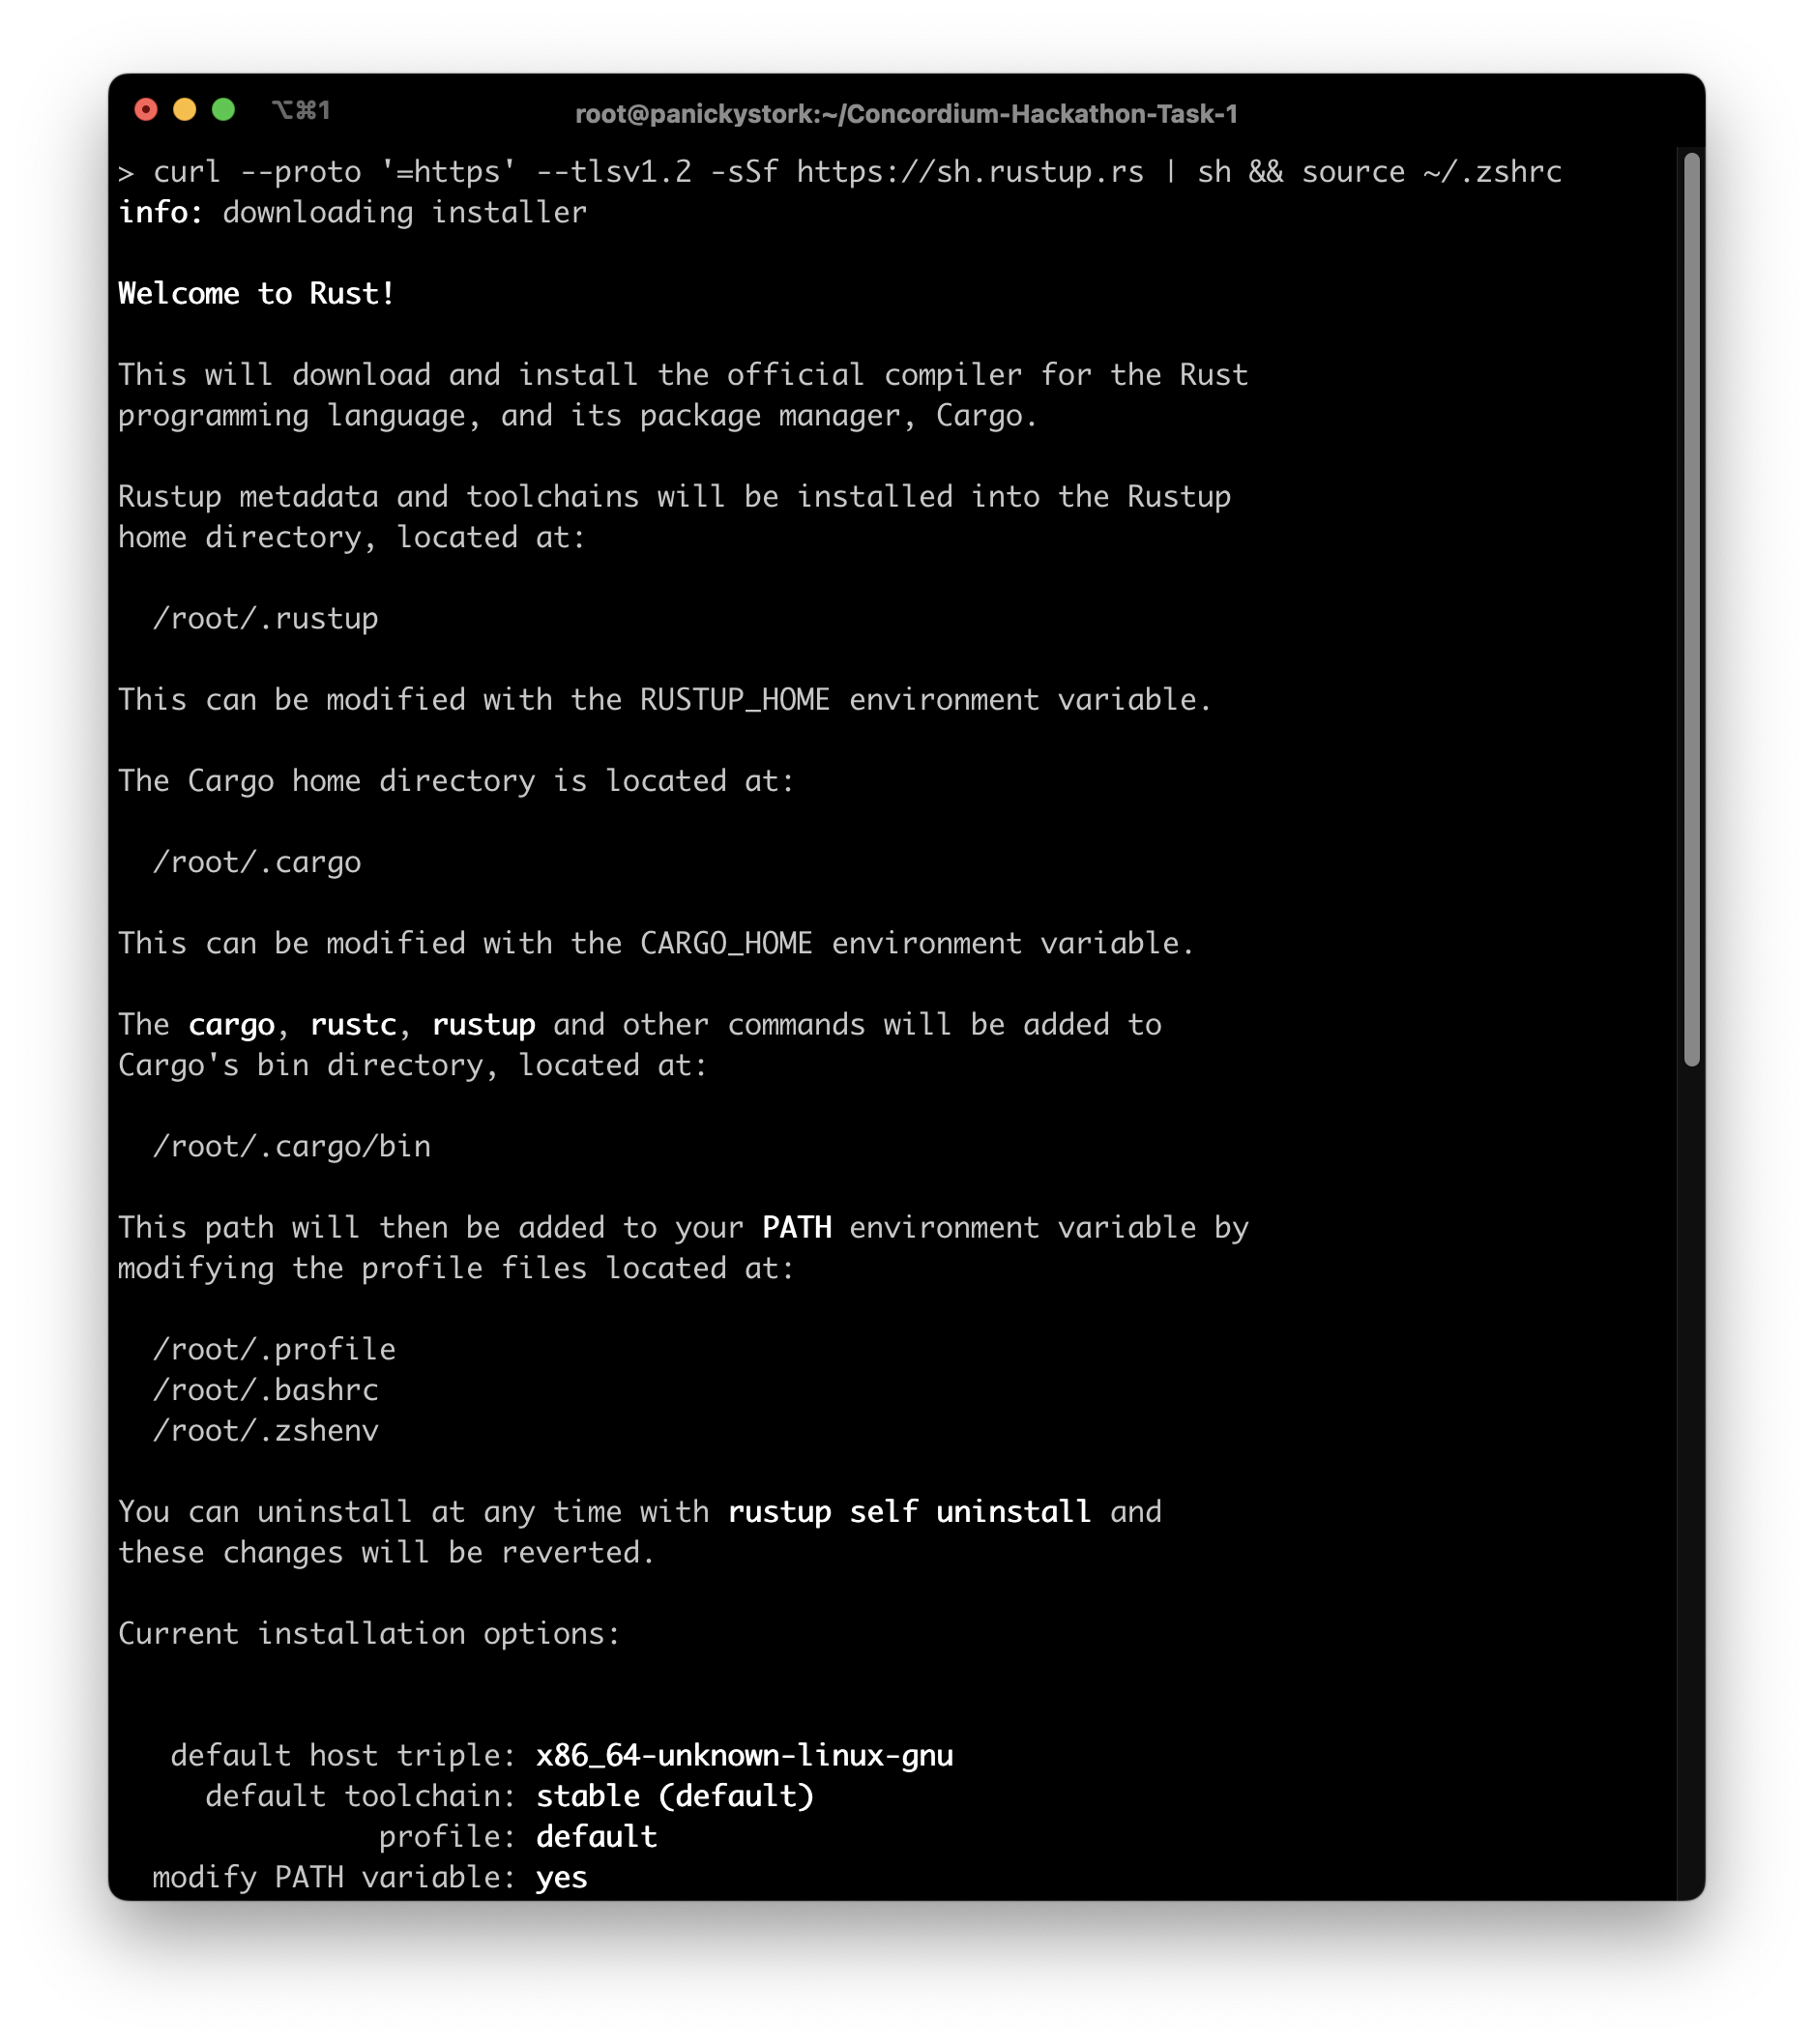 ⌥⌘1
root@panickystork:~/Concordium-Hackathon-Task-1
> curl --proto '=https' --tlsv1.2 -sSf https://sh.rustup.rs | sh && source ~/.zshrc
info: downloading installer
Welcome to Rust!
This will download and install the official compiler for the Rust
programming language, and its package manager, Cargo.
Rustup metadata and toolchains will be installed into the Rustup
home directory, located at:
/root/.rustup
This can be modified with the RUSTUP_HOME environment variable.
The Cargo home directory is located at:
/root/.cargo
This can be modified with the CARGO_HOME environment variable.
The cargo, rustc, rustup and other commands will be added to
Cargo's bin directory, located at:
/root/.cargo/bin
This path will then be added to your PATH environment variable by
modifying the profile files located at:
/root/.profile
/root/.bashrc
/root/.zshenv
You can uninstall at any time with rustup self uninstall and
these changes will be reverted.
Current installation options:
default host triple: x86_64-unknown-linux-gnu
default toolchain: stable (default)
profile: default
modify PATH variable: yes